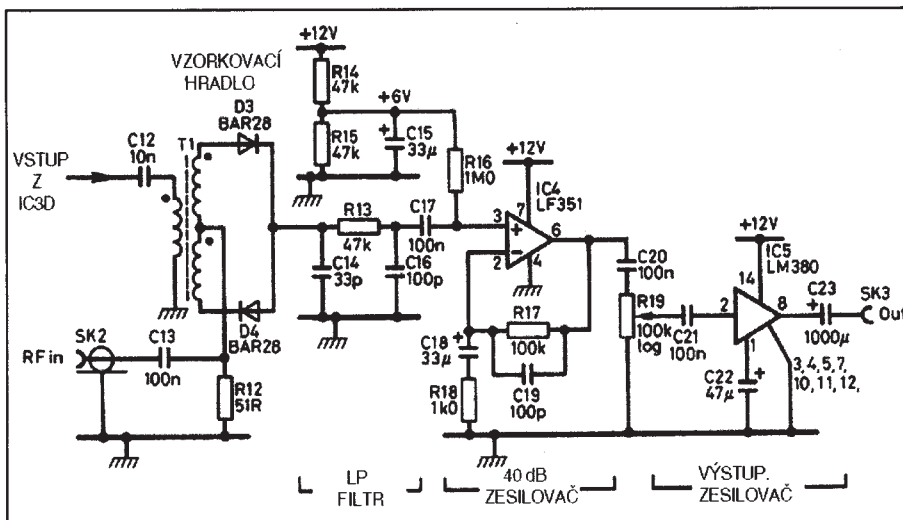 VZORKOVACÍ
HRADLO
D3
BAR28
C12
10n
T1
VSTUP
Z
IC3D
D4
BAR28
SK2
RF in
C13
100n
R12
51R
+12V
R14
47k
+6V
R15
47k
+
C15
33µ
R16
1M0
R13
47k
C17
100n
C14
33p
C16
100p
+12V
7
IC4
LF351
3
+
2
−
6
4
R17
100k
C18
+
33µ
C19
100p
R18
1k0
C20
100n
R19
100k
log
C21
100n
+12V
IC5
LM380
14
2
8
1
C22
47µ
+
3, 4, 5, 7,
10, 11, 12,
+
C23
1000µ
SK3
Out
LP
FILTR
40 dB
ZESILOVAČ
VÝSTUP.
ZESILOVAČ